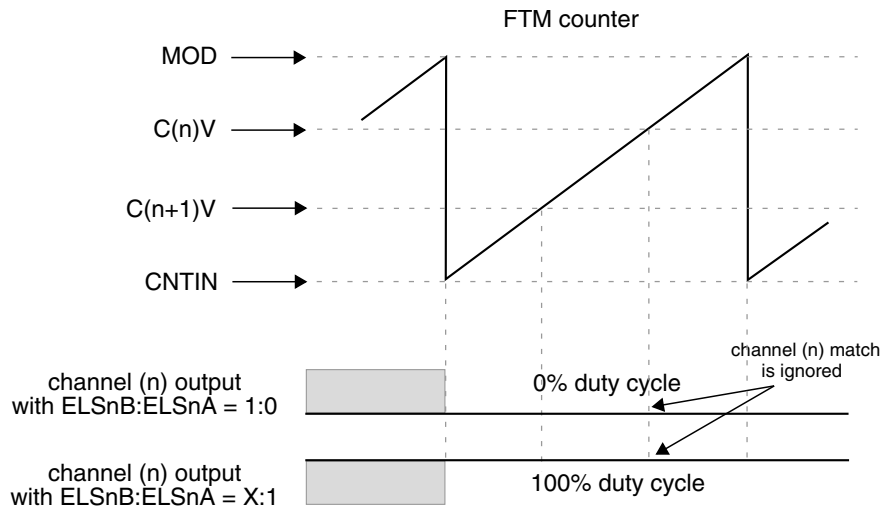 FTM counter
MOD
C(n)V
C(n+1)V
CNTIN
channel (n) match
is ignored
channel (n) output
with ELSnB:ELSnA = 1:0
0% duty cycle
channel (n) output
with ELSnB:ELSnA = X:1
100% duty cycle